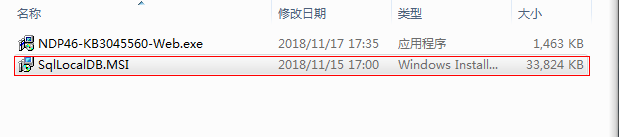 名称 修改日期 类型 大小
NDP46-KB3045560-Web.exe 2018/11/17 17:35 应用程序 1,463 KB
SqlLocalDB.MSI 2018/11/15 17:00 Windows Install... 33,824 KB